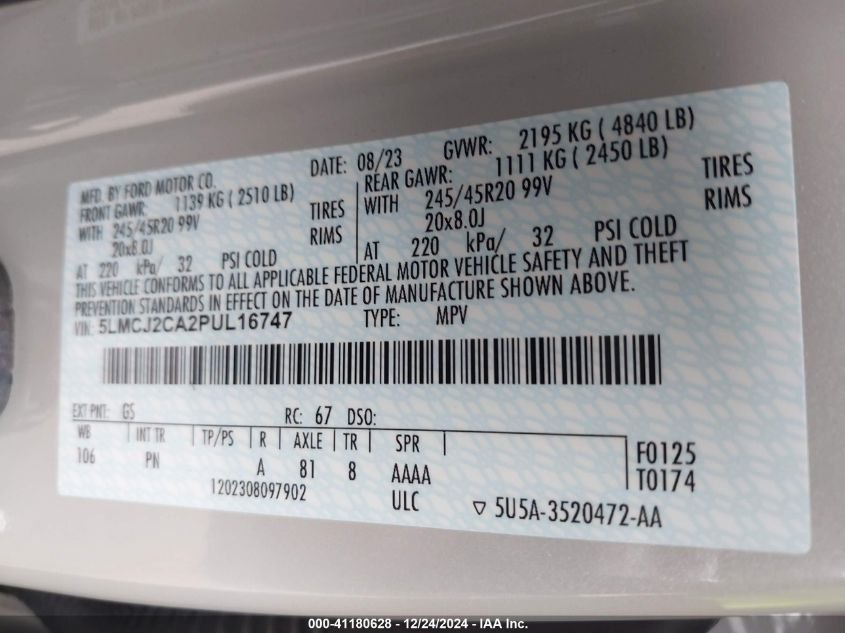 MFD. BY FORD MOTOR CO. DATE: 08/23 GVWR: 2195 KG ( 4840 LB)
FRONT GAWR: 1139 KG ( 2510 LB) REAR GAWR: 1111 KG ( 2450 LB)
WITH 245/45R20 99V TIRES WITH 245/45R20 99V TIRES
20x8.0J RIMS 20x8.0J RIMS
AT 220 kPa/ 32 PSI COLD AT 220 kPa/ 32 PSI COLD
THIS VEHICLE CONFORMS TO ALL APPLICABLE FEDERAL MOTOR VEHICLE SAFETY AND THEFT
PREVENTION STANDARDS IN EFFECT ON THE DATE OF MANUFACTURE SHOWN ABOVE.
VIN: 5LMCJ2CA2PUL16747 TYPE: MPV
EXT PNT: GS RC: 67 DSO:
WB INT TR TP/PS R AXLE TR SPR
106 PN A 81 8 AAAA F0125
T0174
1202308097902 ULC ▽ 5U5A-3520472-AA
000-41180628 - 12/24/2024 - IAA Inc.